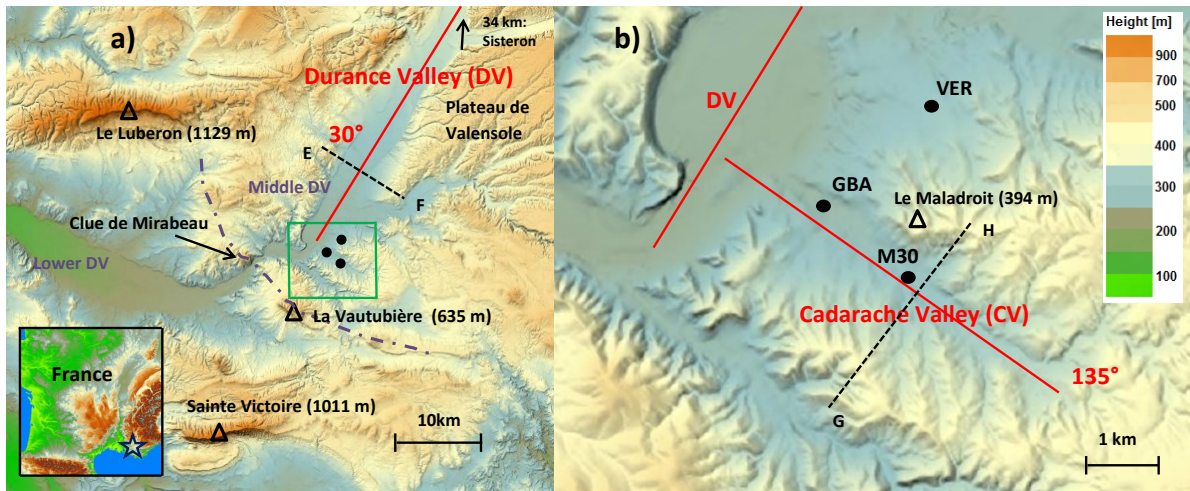 a)
34 km:
Sisteron
Durance Valley (DV)
Plateau de
Valensole
Le Luberon (1129 m)
30°
E
Middle DV
F
Clue de Mirabeau
Lower DV
La Vautubière (635 m)
France
Sainte Victoire (1011 m)
10km
b)
Height [m]
900
700
500
400
300
200
100
DV
VER
GBA
Le Maladroit (394 m)
H
M30
Cadarache Valley (CV)
135°
G
1 km